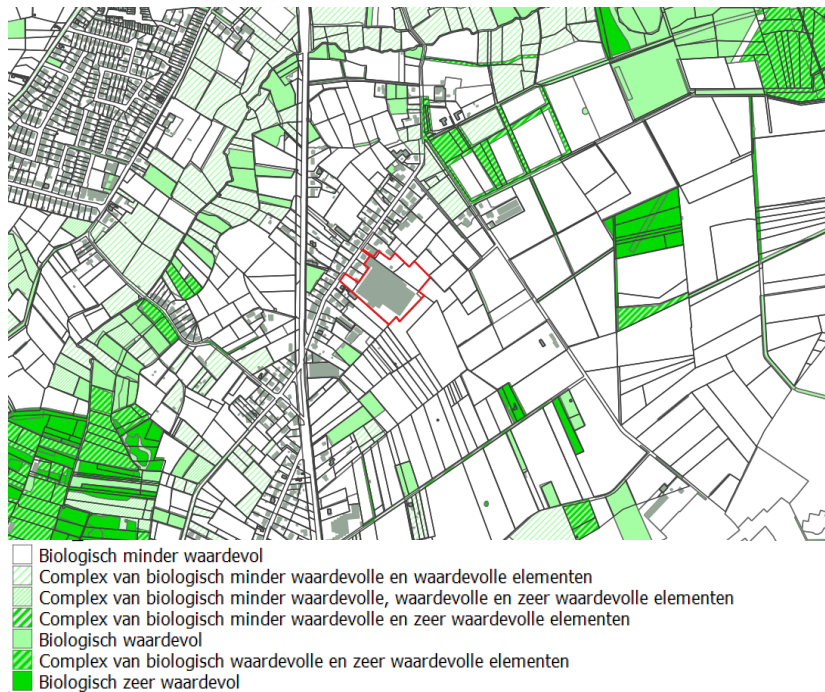 Biologisch minder waardevol
Complex van biologisch minder waardevolle en waardevolle elementen
Complex van biologisch minder waardevolle, waardevolle en zeer waardevolle elementen
Complex van biologisch minder waardevolle en zeer waardevolle elementen
Biologisch waardevol
Complex van biologisch waardevolle en zeer waardevolle elementen
Biologisch zeer waardevol